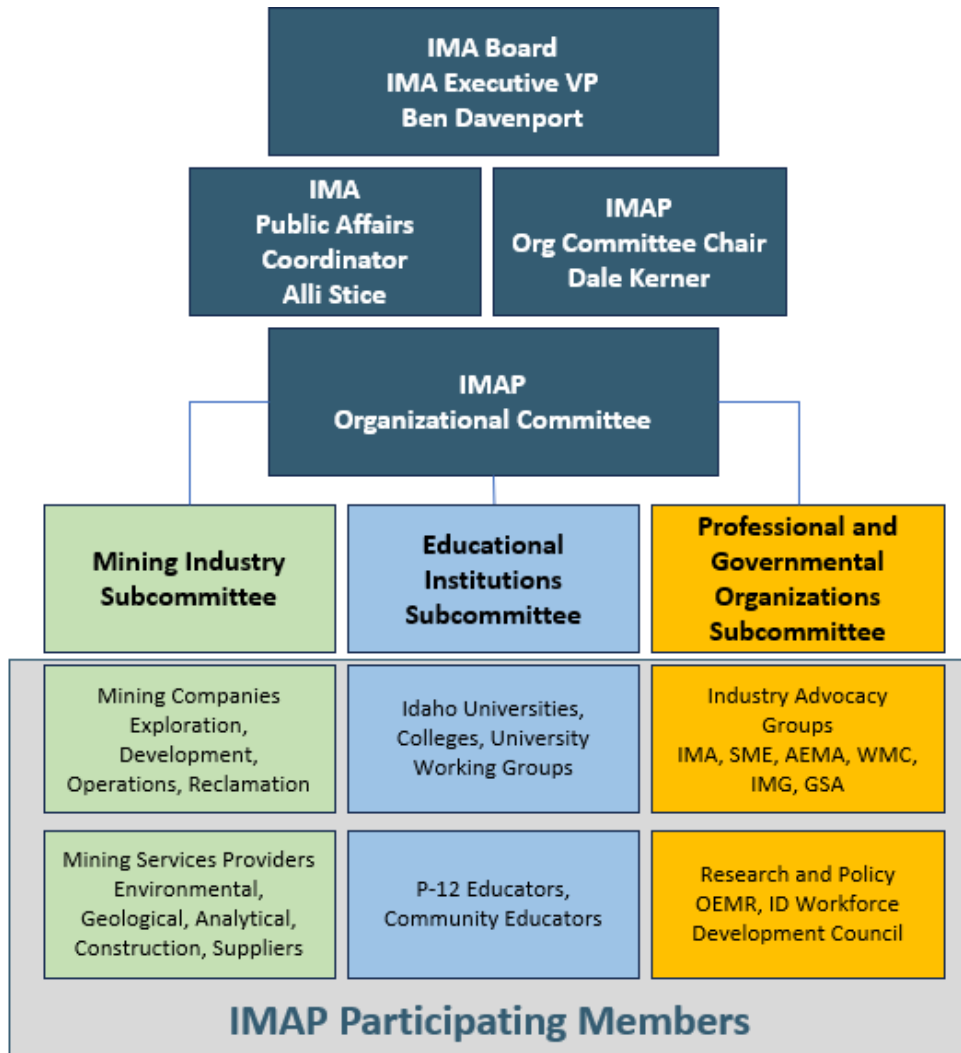 IMA Board
IMA Executive VP
Ben Davenport
IMA
Public Affairs
Coordinator
Alli Stice
IMAP
Org Committee Chair
Dale Kerner
IMAP
Organizational Committee
Mining Industry
Subcommittee
Educational
Institutions
Subcommittee
Professional and
Governmental
Organizations
Subcommittee
Mining Companies
Exploration,
Development,
Operations, Reclamation
Idaho Universities,
Colleges, University
Working Groups
Industry Advocacy
Groups
IMA, SME, AEMA, WMC,
IMG, GSA
Mining Services Providers
Environmental,
Geological, Analytical,
Construction, Suppliers
P-12 Educators,
Community Educators
Research and Policy
OEMR, ID Workforce
Development Council
IMAP Participating Members